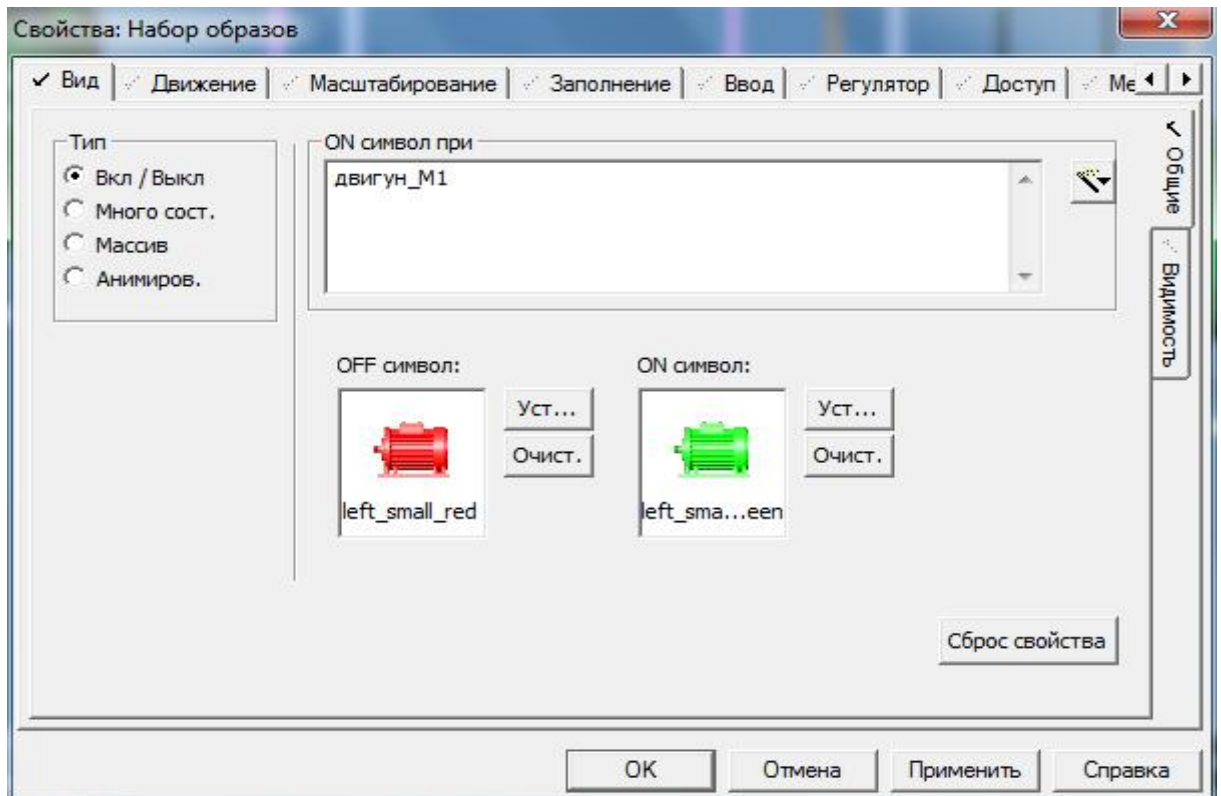 Свойства: Набор образов
Вид Движение Масштабирование Заполнение Ввод Регулятор Доступ Ме
Общие
Видимость
Тип
Вкл / Выкл
Много сост.
Массив
Анимиров.
ON символ при
двигун_М1
OFF символ:
ON символ:
Уст...
Очист.
left_small_red
Уст...
Очист.
left_sma...een
Сброс свойства
OK Отмена Применить Справка